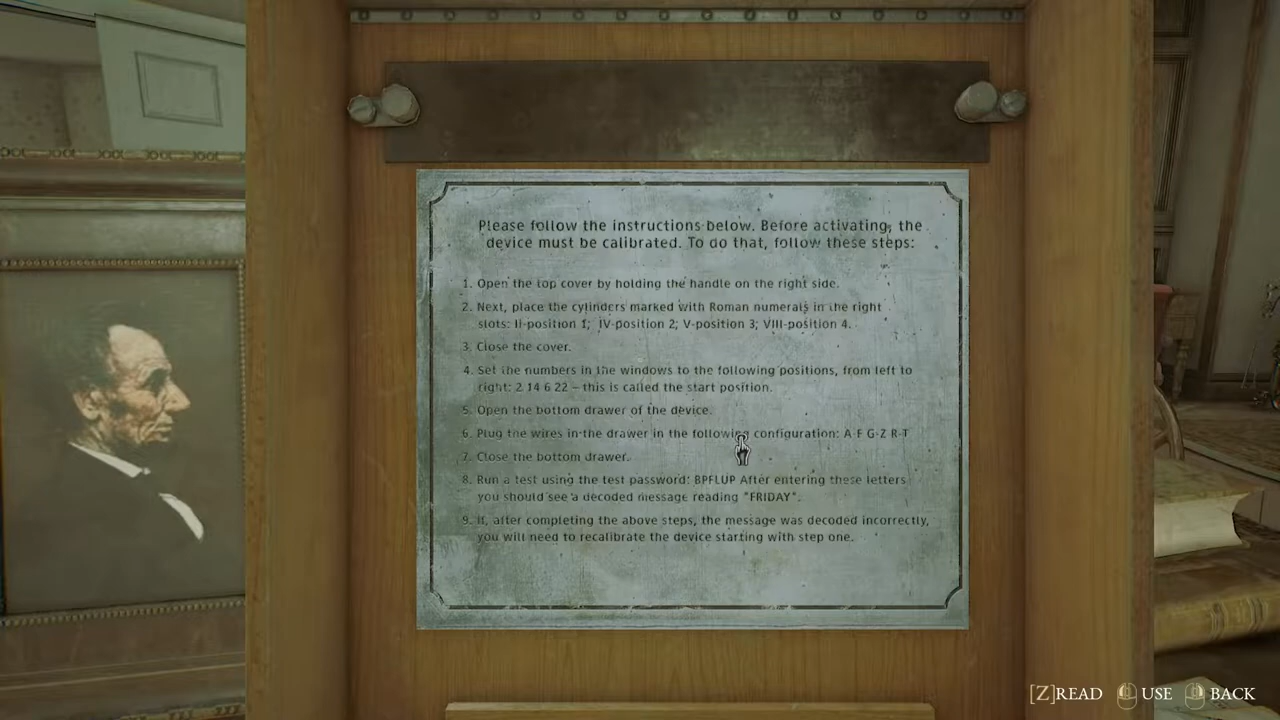 Please follow the instructions below. Before activating, the
device must be calibrated. To do that, follow these steps:
1. Open the top cover by holding the handle on the right side.
2. Next, place the cylinders marked with Roman numerals in the right
slots: II-position 1; IV-position 2; V-position 3; VIII-position 4.
3. Close the cover.
4. Set the numbers in the windows to the following positions, from left to
right: 2 14 6 22 – this is called the start position.
5. Open the bottom drawer of the device.
6. Plug the wires in the drawer in the following configuration: A-F G-Z R-T
7. Close the bottom drawer.
8. Run a test using the test password: BPFLUP After entering these letters
you should see a decoded message reading "FRIDAY".
9. If, after completing the above steps, the message was decoded incorrectly,
you will need to recalibrate the device starting with step one.
[Z]READ USE BACK